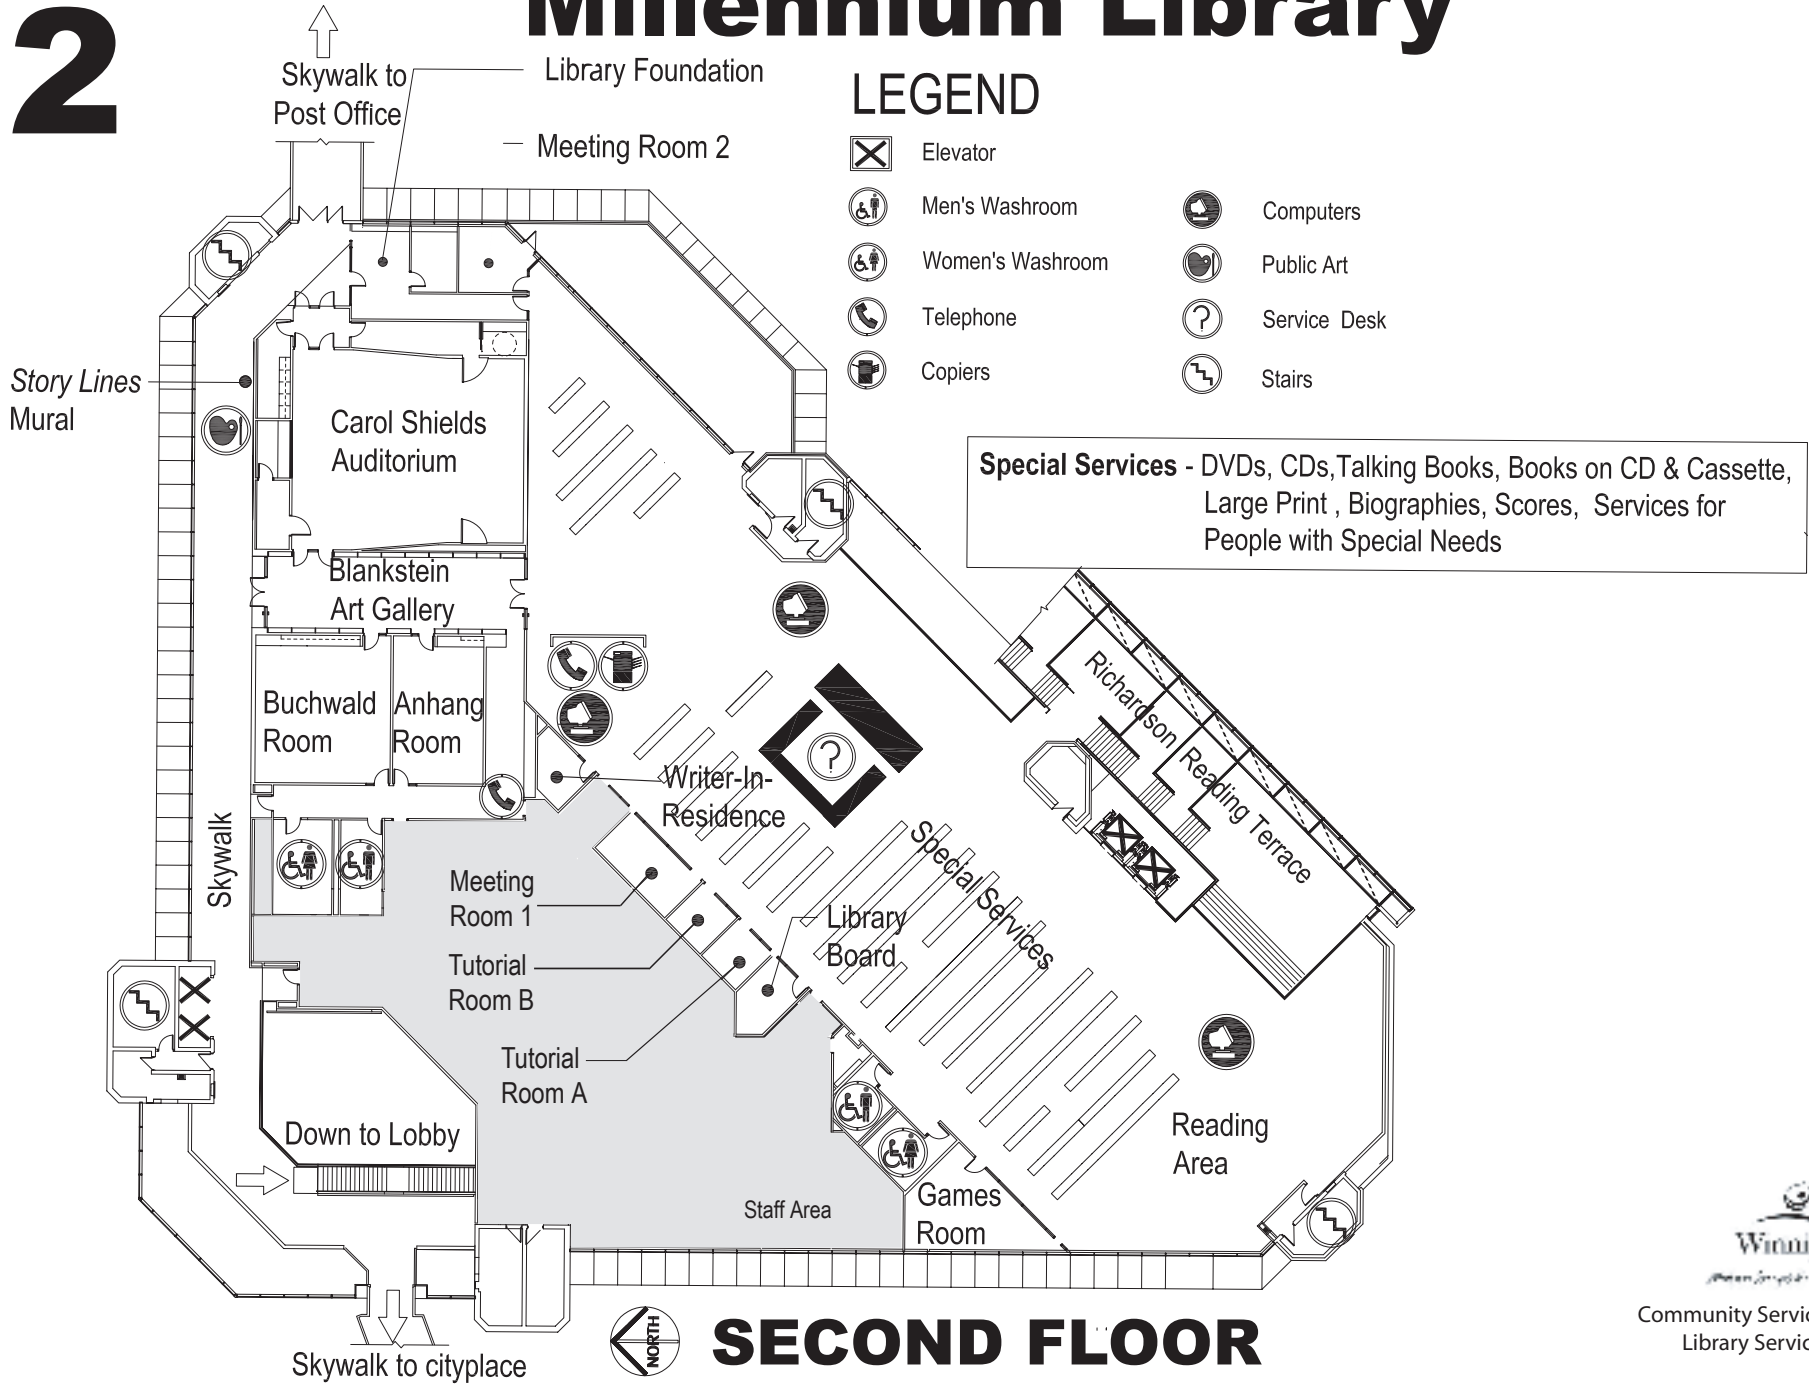 2
Millennium Library
Skywalk to
Post Office
Library Foundation
Meeting Room 2
LEGEND
Elevator
Men's Washroom
Women's Washroom
Telephone
Copiers
Computers
Public Art
Service Desk
Stairs
Special Services - DVDs, CDs,Talking Books, Books on CD & Cassette,
Large Print , Biographies, Scores, Services for
People with Special Needs
Story Lines
Mural
Carol Shields
Auditorium
Blankstein
Art Gallery
Buchwald
Room
Anhang
Room
Writer-In-
Residence
Richardson Reading Terrace
Skywalk
Special Services
Meeting
Room 1
Library
Board
Tutorial
Room B
Tutorial
Room A
Down to Lobby
Reading
Area
Staff Area
Games
Room
Skywalk to cityplace
NORTH
SECOND FLOOR
Community Servic
Library Servic